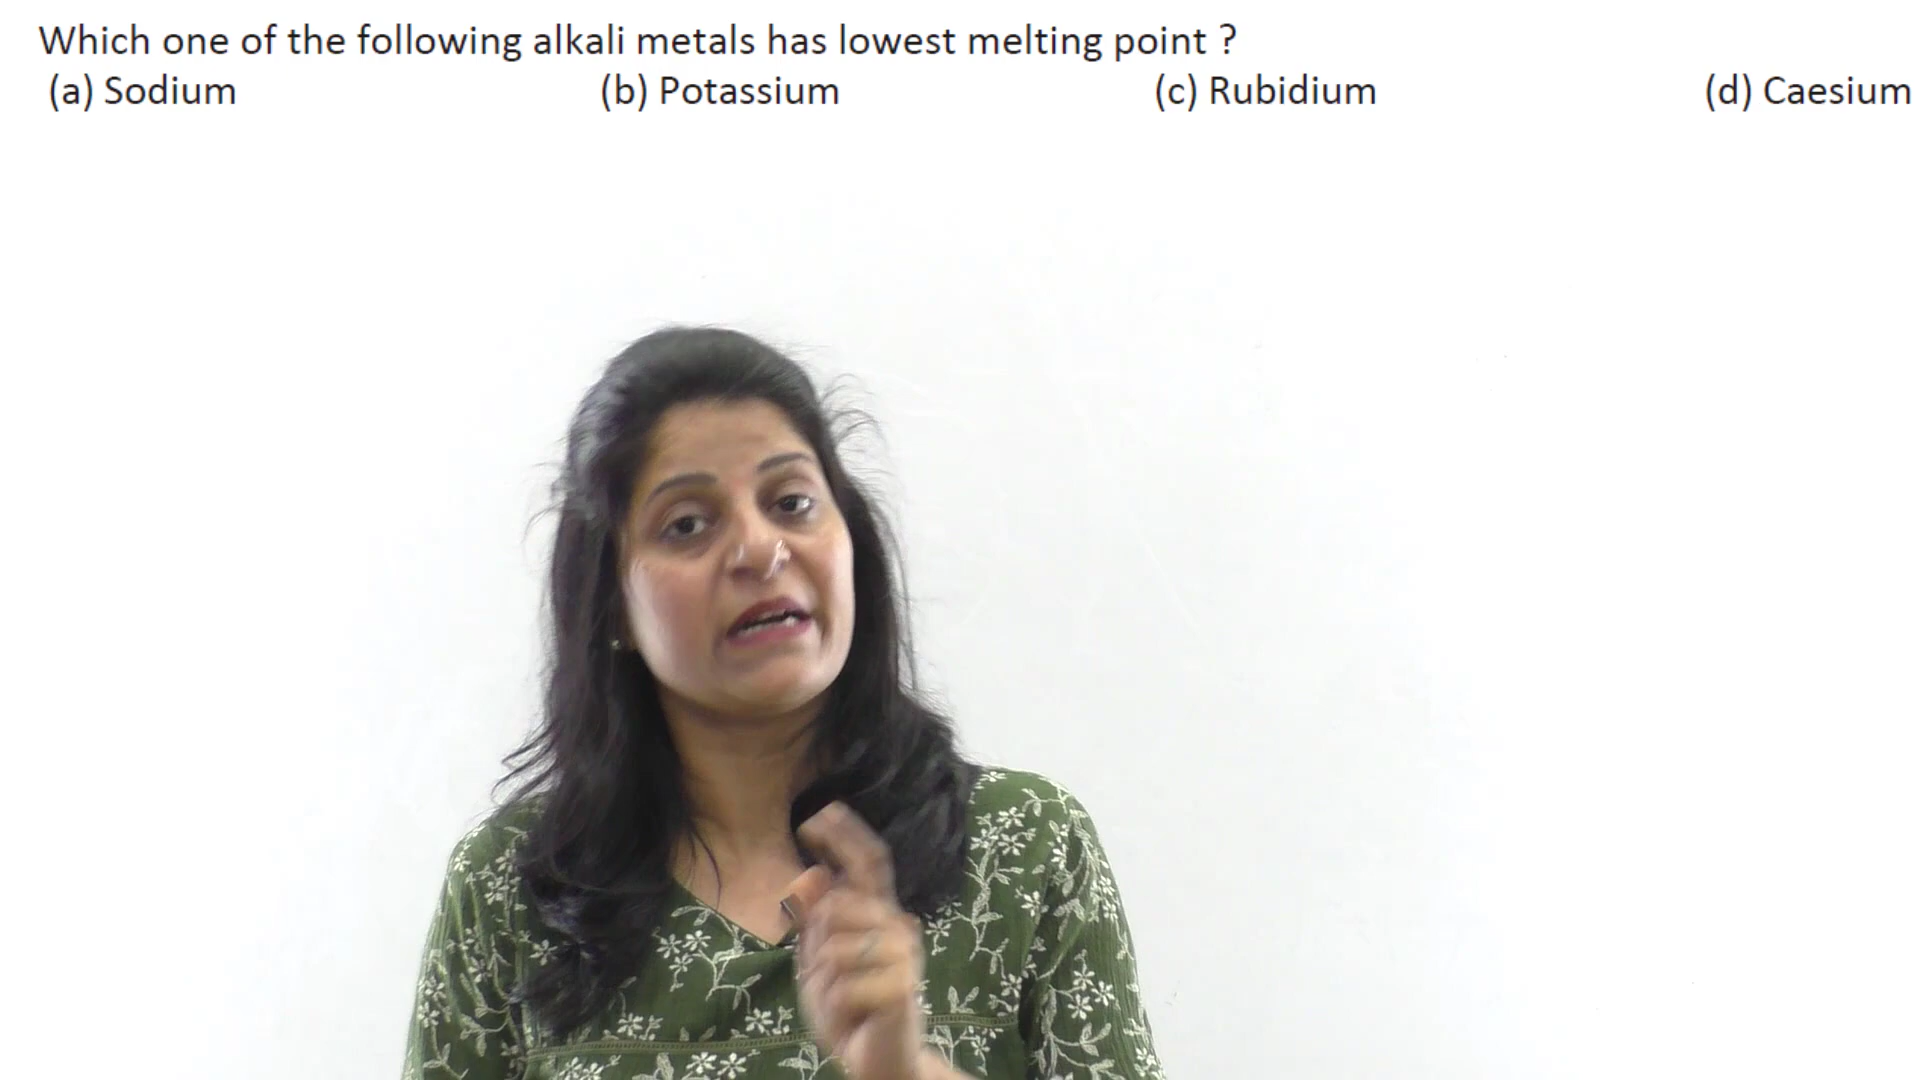 Which one of the following alkali metals has lowest melting point ?
(a) Sodium (b) Potassium (c) Rubidium (d) Caesium